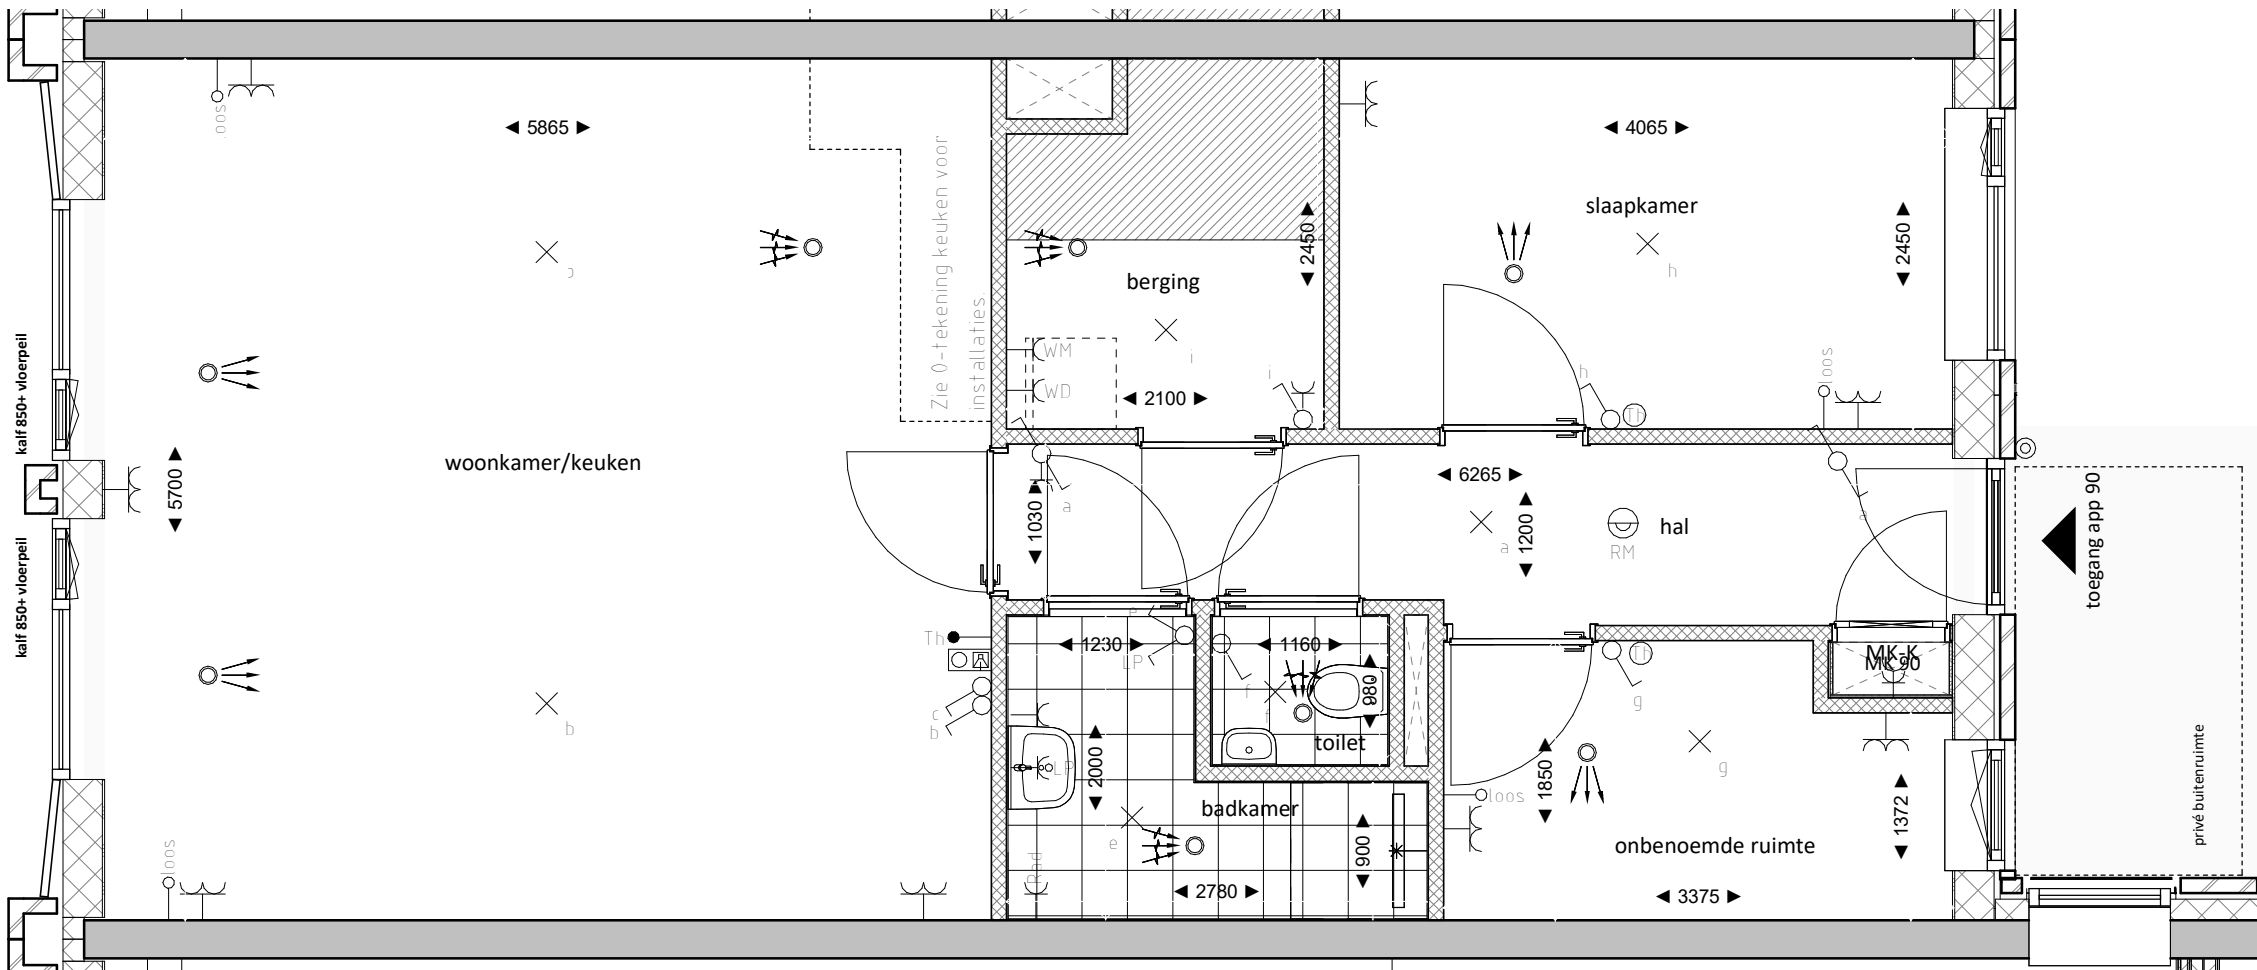 loos
5865
4065
Zie 0-tekening keuken voor
installaties
slaapkamer
2450
2450
b
h
berging
kalf 850+ vloerpeil
WM
i
WD
2100
i
h
Th
loos
woonkamer/keuken
5700
1030
a
6265
a
1200
RM
hal
a
toegang app 90
kalf 850+ vloerpeil
Th
1230
e
LP
1160
f
f
980
MK-K
MK 90
Th
g
c
b
b
LP
2000
toilet
g
badkamer
e
loos
1850
1372
privé buitenruimte
900
onbenoemde ruimte
loos
Rad
2780
3375